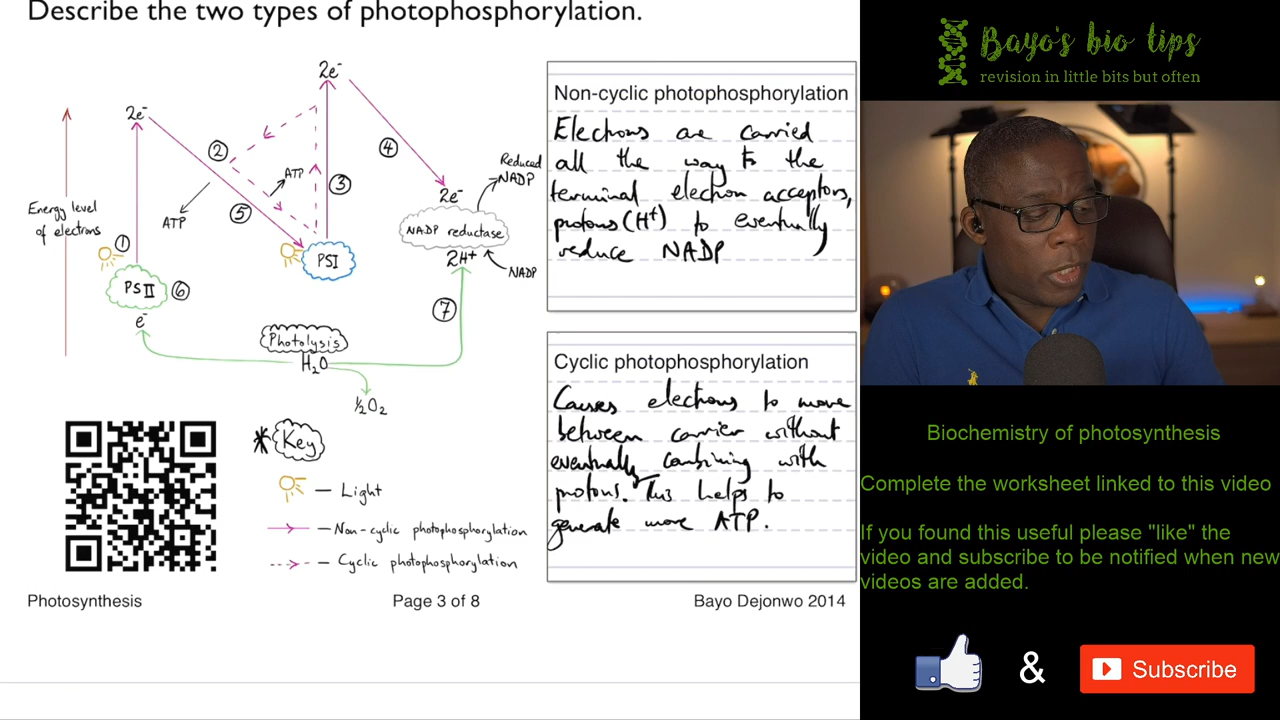 Describe the two types of photophosphorylation.
2e-
2e-
2
4
ATP
3
Reduced
NADP
5
ATP
2e-
Energy level
of electrons
NADP reductase
1
PSI
2H+
NADP
PSII
6
e-
7
Photolysis
H2O
½O2
*Key
— Light
— Non-cyclic photophosphorylation
— Cyclic photophosphorylation
Non-cyclic photophosphorylation
Electrons are carried
all the way to the
terminal electron acceptors,
protons (H+) to eventually
reduce NADP
Cyclic photophosphorylation
Causes electrons to move
between carrier without
eventually combining with
protons. This helps to
generate more ATP.
Photosynthesis
Page 3 of 8
Bayo Dejonwo 2014
Bayo's bio tips
revision in little bits but often
Biochemistry of photosynthesis
Complete the worksheet linked to this video
If you found this useful please "like" the
video and subscribe to be notified when new
videos are added.
&
Subscribe